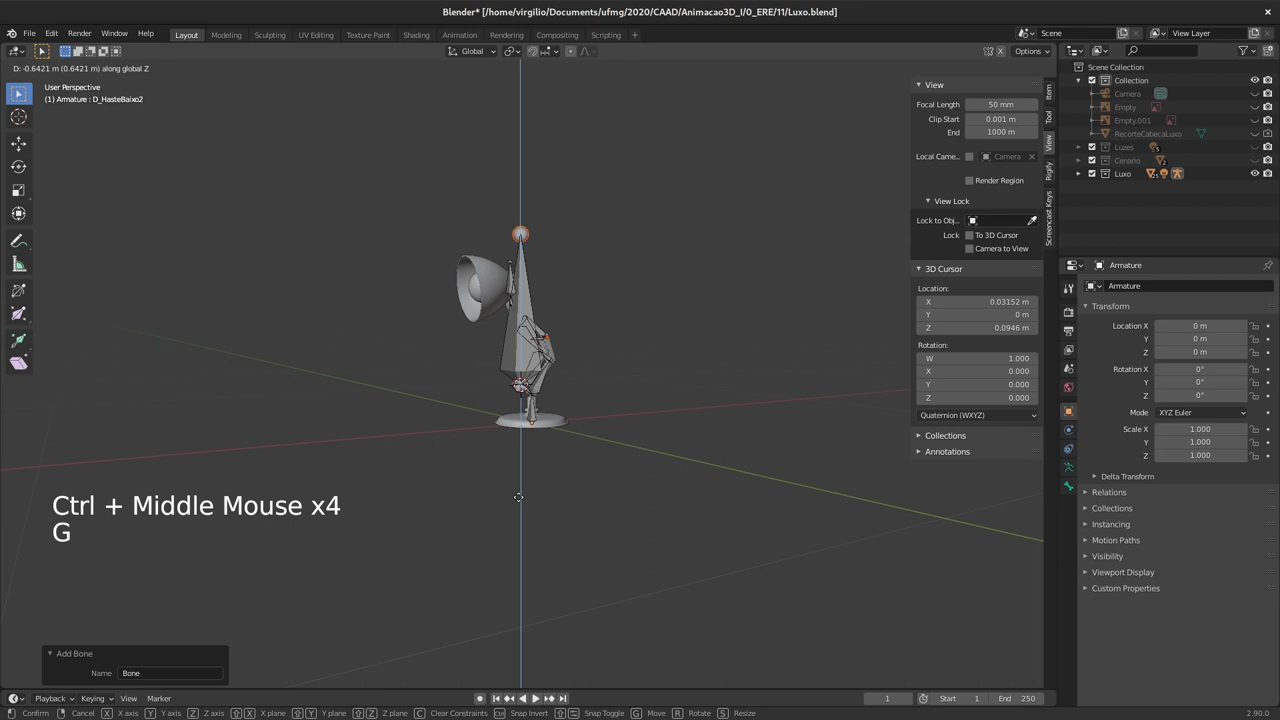 Blender* [/home/virgilio/Documents/ufmg/2020/CAAD/Animacao3D_I/0_ERE/11/Luxo.blend]
File Edit Render Window Help Layout Modeling Sculpting UV Editing Texture Paint Shading Animation Rendering Compositing Scripting Scene View Layer
Global Options
D: -0.6421 m (0.6421 m) along global Z
User Perspective
(1) Armature : D_HasteBaixo2
View
Focal Length 50 mm
Clip Start 0.001 m
End 1000 m
Local Came... Camera
Render Region
View Lock
Lock to Obj...
Lock To 3D Cursor
Camera to View
3D Cursor
Location:
X 0.03152 m
Y 0 m
Z 0.0946 m
Rotation:
W 1.000
X 0.000
Y 0.000
Z 0.000
Quaternion (WXYZ)
Collections
Annotations
Item
Tool
View
Rigify
Screencast Keys
Scene Collection
Collection
Camera
Empty
Empty.001
RecorteCabecaLuxo
Luzes 5
Cenario 2
Luxo 25
Armature
Armature
Transform
Location X 0 m
Y 0 m
Z 0 m
Rotation X 0°
Y 0°
Z 0°
Mode XYZ Euler
Scale X 1.000
Y 1.000
Z 1.000
Delta Transform
Relations
Collections
Instancing
Motion Paths
Visibility
Viewport Display
Custom Properties
Ctrl + Middle Mouse x4
G
Add Bone
Name Bone
Playback Keying View Marker 1 Start 1 End 250
Confirm Cancel X X axis Y Y axis Z Z axis X X plane Y Y plane Z Z plane C Clear Constraints Snap Invert Snap Toggle G Move R Rotate S Resize 2.90.0